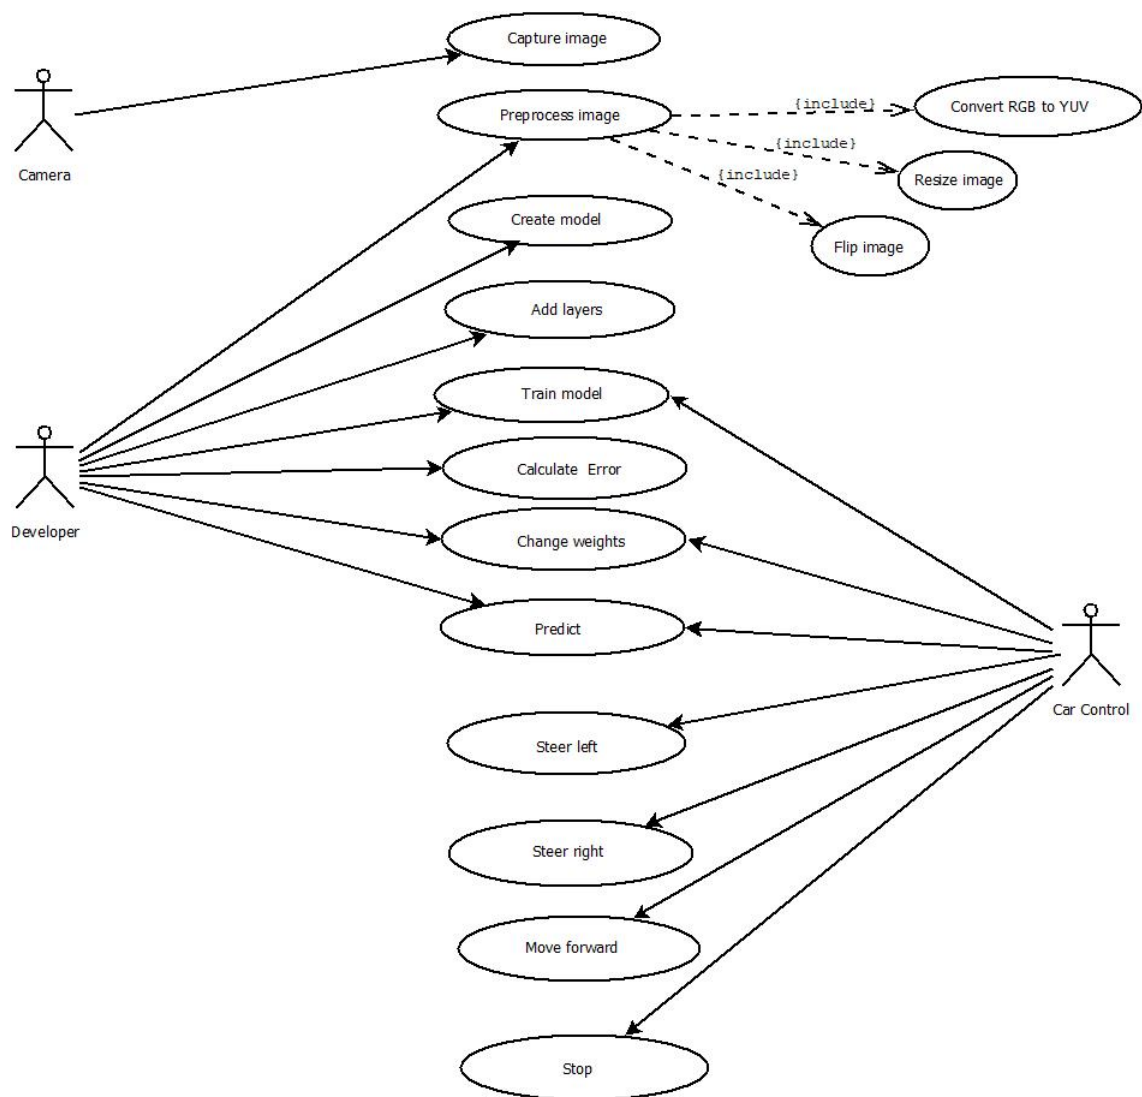 Capture image
Camera
Preprocess image
{include}
Convert RGB to YUV
{include}
Resize image
{include}
Flip image
Create model
Add layers
Train model
Developer
Calculate  Error
Change weights
Predict
Car Control
Steer left
Steer right
Move forward
Stop